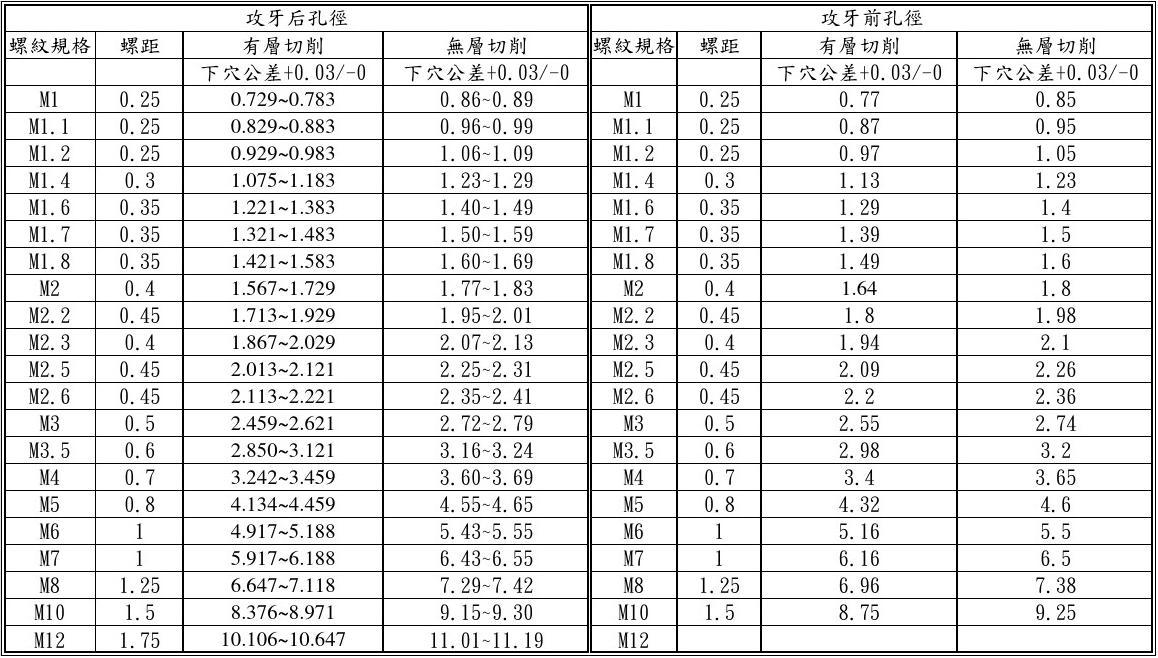 攻牙后孔徑 攻牙前孔徑
螺紋規格 螺距 有層切削 無層切削 螺紋規格 螺距 有層切削 無層切削
下穴公差+0.03/-0 下穴公差+0.03/-0 下穴公差+0.03/-0 下穴公差+0.03/-0
M1 0.25 0.729~0.783 0.86~0.89 M1 0.25 0.77 0.85
M1.1 0.25 0.829~0.883 0.96~0.99 M1.1 0.25 0.87 0.95
M1.2 0.25 0.929~0.983 1.06~1.09 M1.2 0.25 0.97 1.05
M1.4 0.3 1.075~1.183 1.23~1.29 M1.4 0.3 1.13 1.23
M1.6 0.35 1.221~1.383 1.40~1.49 M1.6 0.35 1.29 1.4
M1.7 0.35 1.321~1.483 1.50~1.59 M1.7 0.35 1.39 1.5
M1.8 0.35 1.421~1.583 1.60~1.69 M1.8 0.35 1.49 1.6
M2 0.4 1.567~1.729 1.77~1.83 M2 0.4 1.64 1.8
M2.2 0.45 1.713~1.929 1.95~2.01 M2.2 0.45 1.8 1.98
M2.3 0.4 1.867~2.029 2.07~2.13 M2.3 0.4 1.94 2.1
M2.5 0.45 2.013~2.121 2.25~2.31 M2.5 0.45 2.09 2.26
M2.6 0.45 2.113~2.221 2.35~2.41 M2.6 0.45 2.2 2.36
M3 0.5 2.459~2.621 2.72~2.79 M3 0.5 2.55 2.74
M3.5 0.6 2.850~3.121 3.16~3.24 M3.5 0.6 2.98 3.2
M4 0.7 3.242~3.459 3.60~3.69 M4 0.7 3.4 3.65
M5 0.8 4.134~4.459 4.55~4.65 M5 0.8 4.32 4.6
M6 1 4.917~5.188 5.43~5.55 M6 1 5.16 5.5
M7 1 5.917~6.188 6.43~6.55 M7 1 6.16 6.5
M8 1.25 6.647~7.118 7.29~7.42 M8 1.25 6.96 7.38
M10 1.5 8.376~8.971 9.15~9.30 M10 1.5 8.75 9.25
M12 1.75 10.106~10.647 11.01~11.19 M12